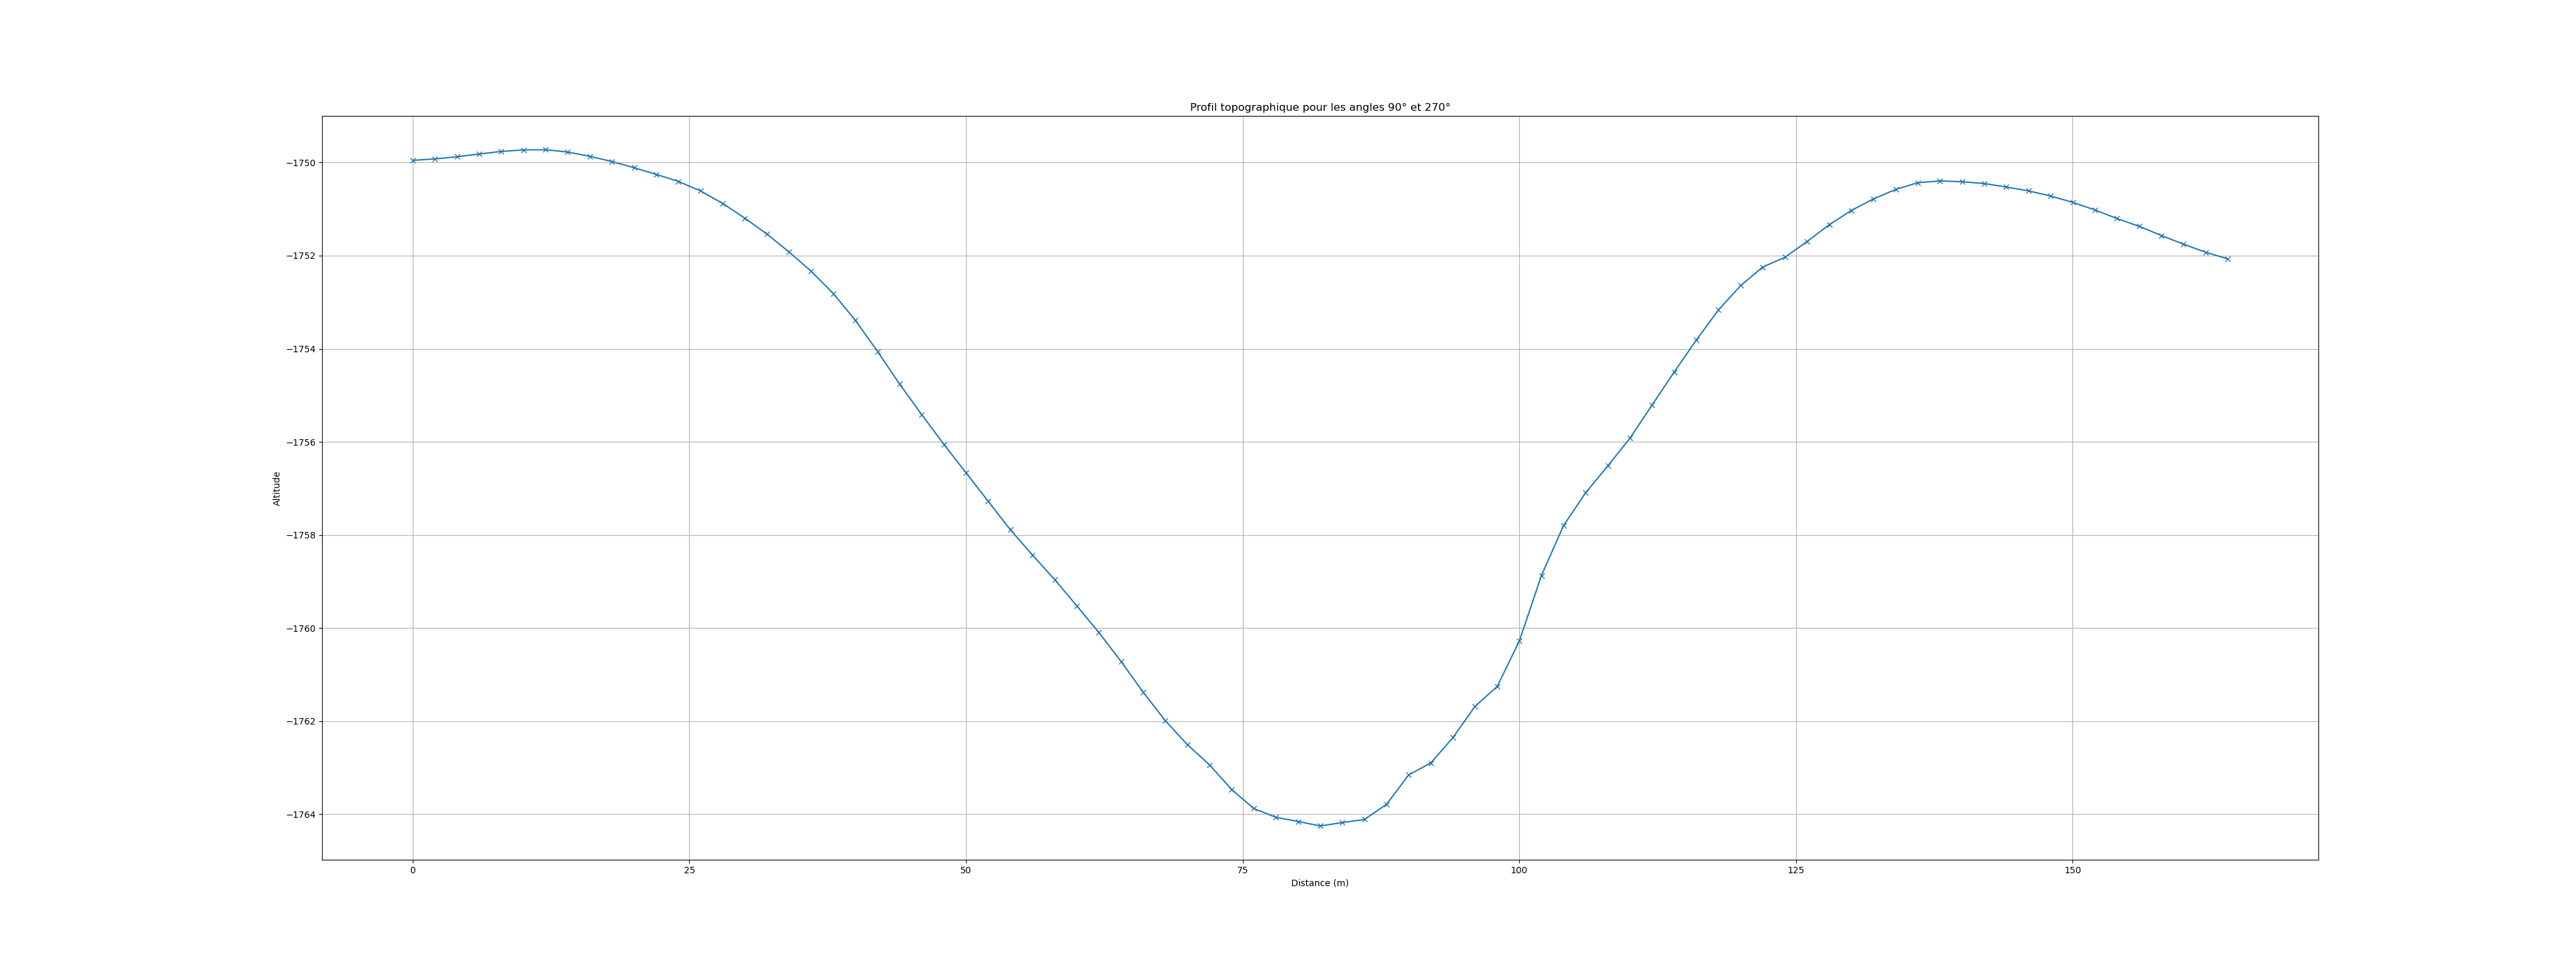 Profil topographique pour les angles 90° et 270°
Altitude
−1750
−1752
−1754
−1756
−1758
−1760
−1762
−1764
0 25 50 75 100 125 150
Distance (m)